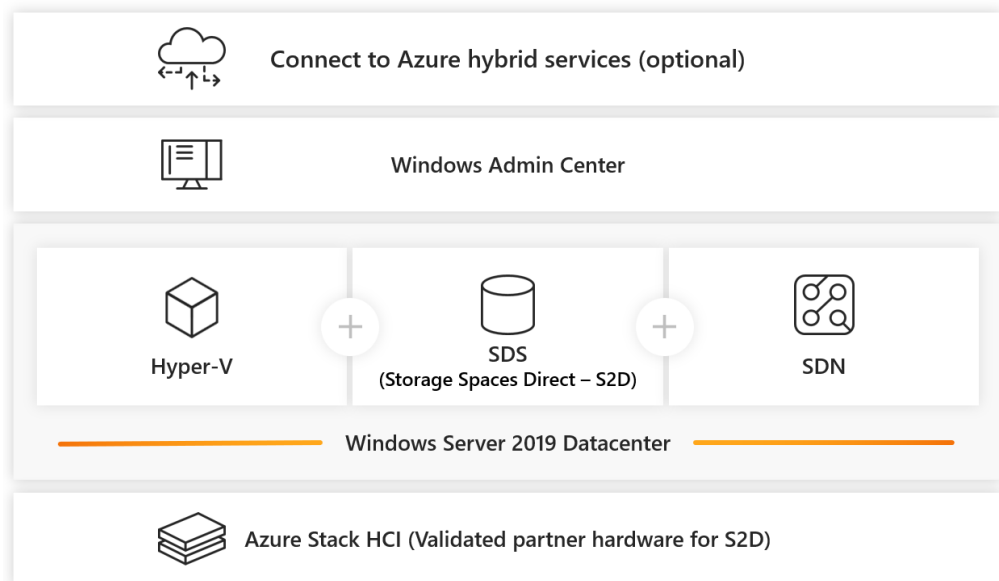 Connect to Azure hybrid services (optional)
Windows Admin Center
Hyper-V
SDS
(Storage Spaces Direct – S2D)
SDN
Windows Server 2019 Datacenter
Azure Stack HCI (Validated partner hardware for S2D)